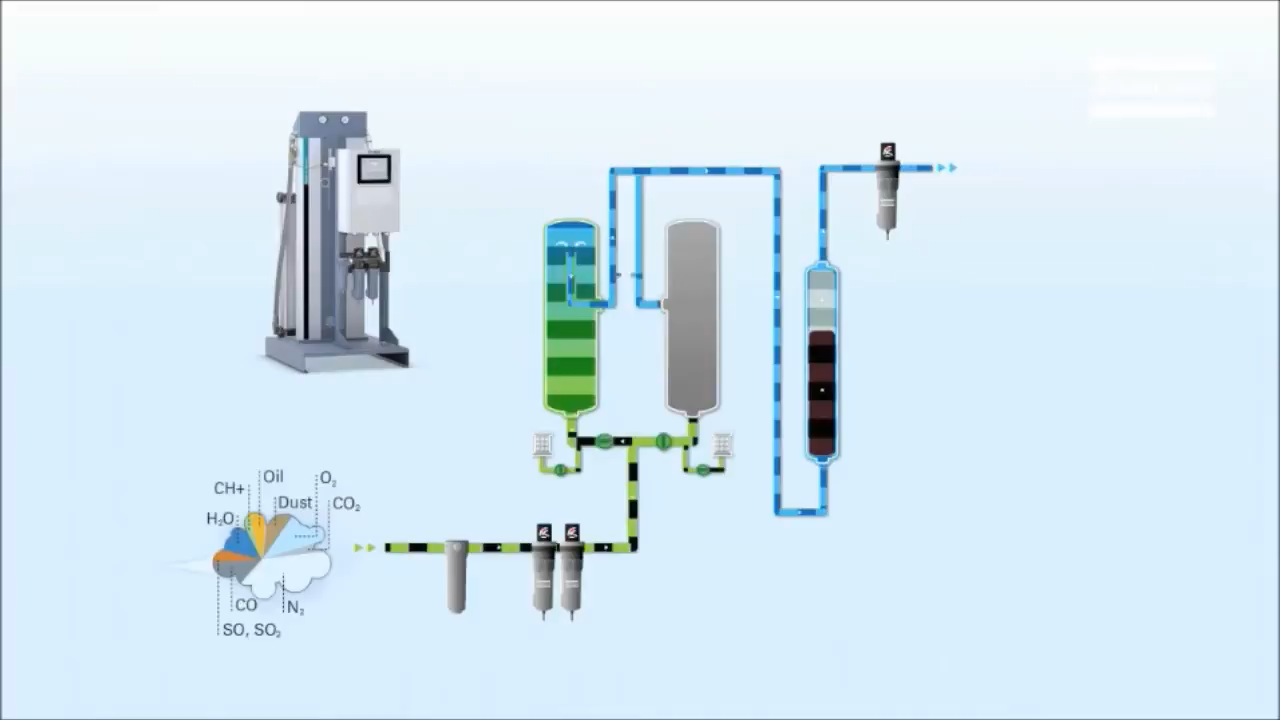 Oil
O₂
CH+
Dust
CO₂
H₂O
CO
N₂
SO, SO₂